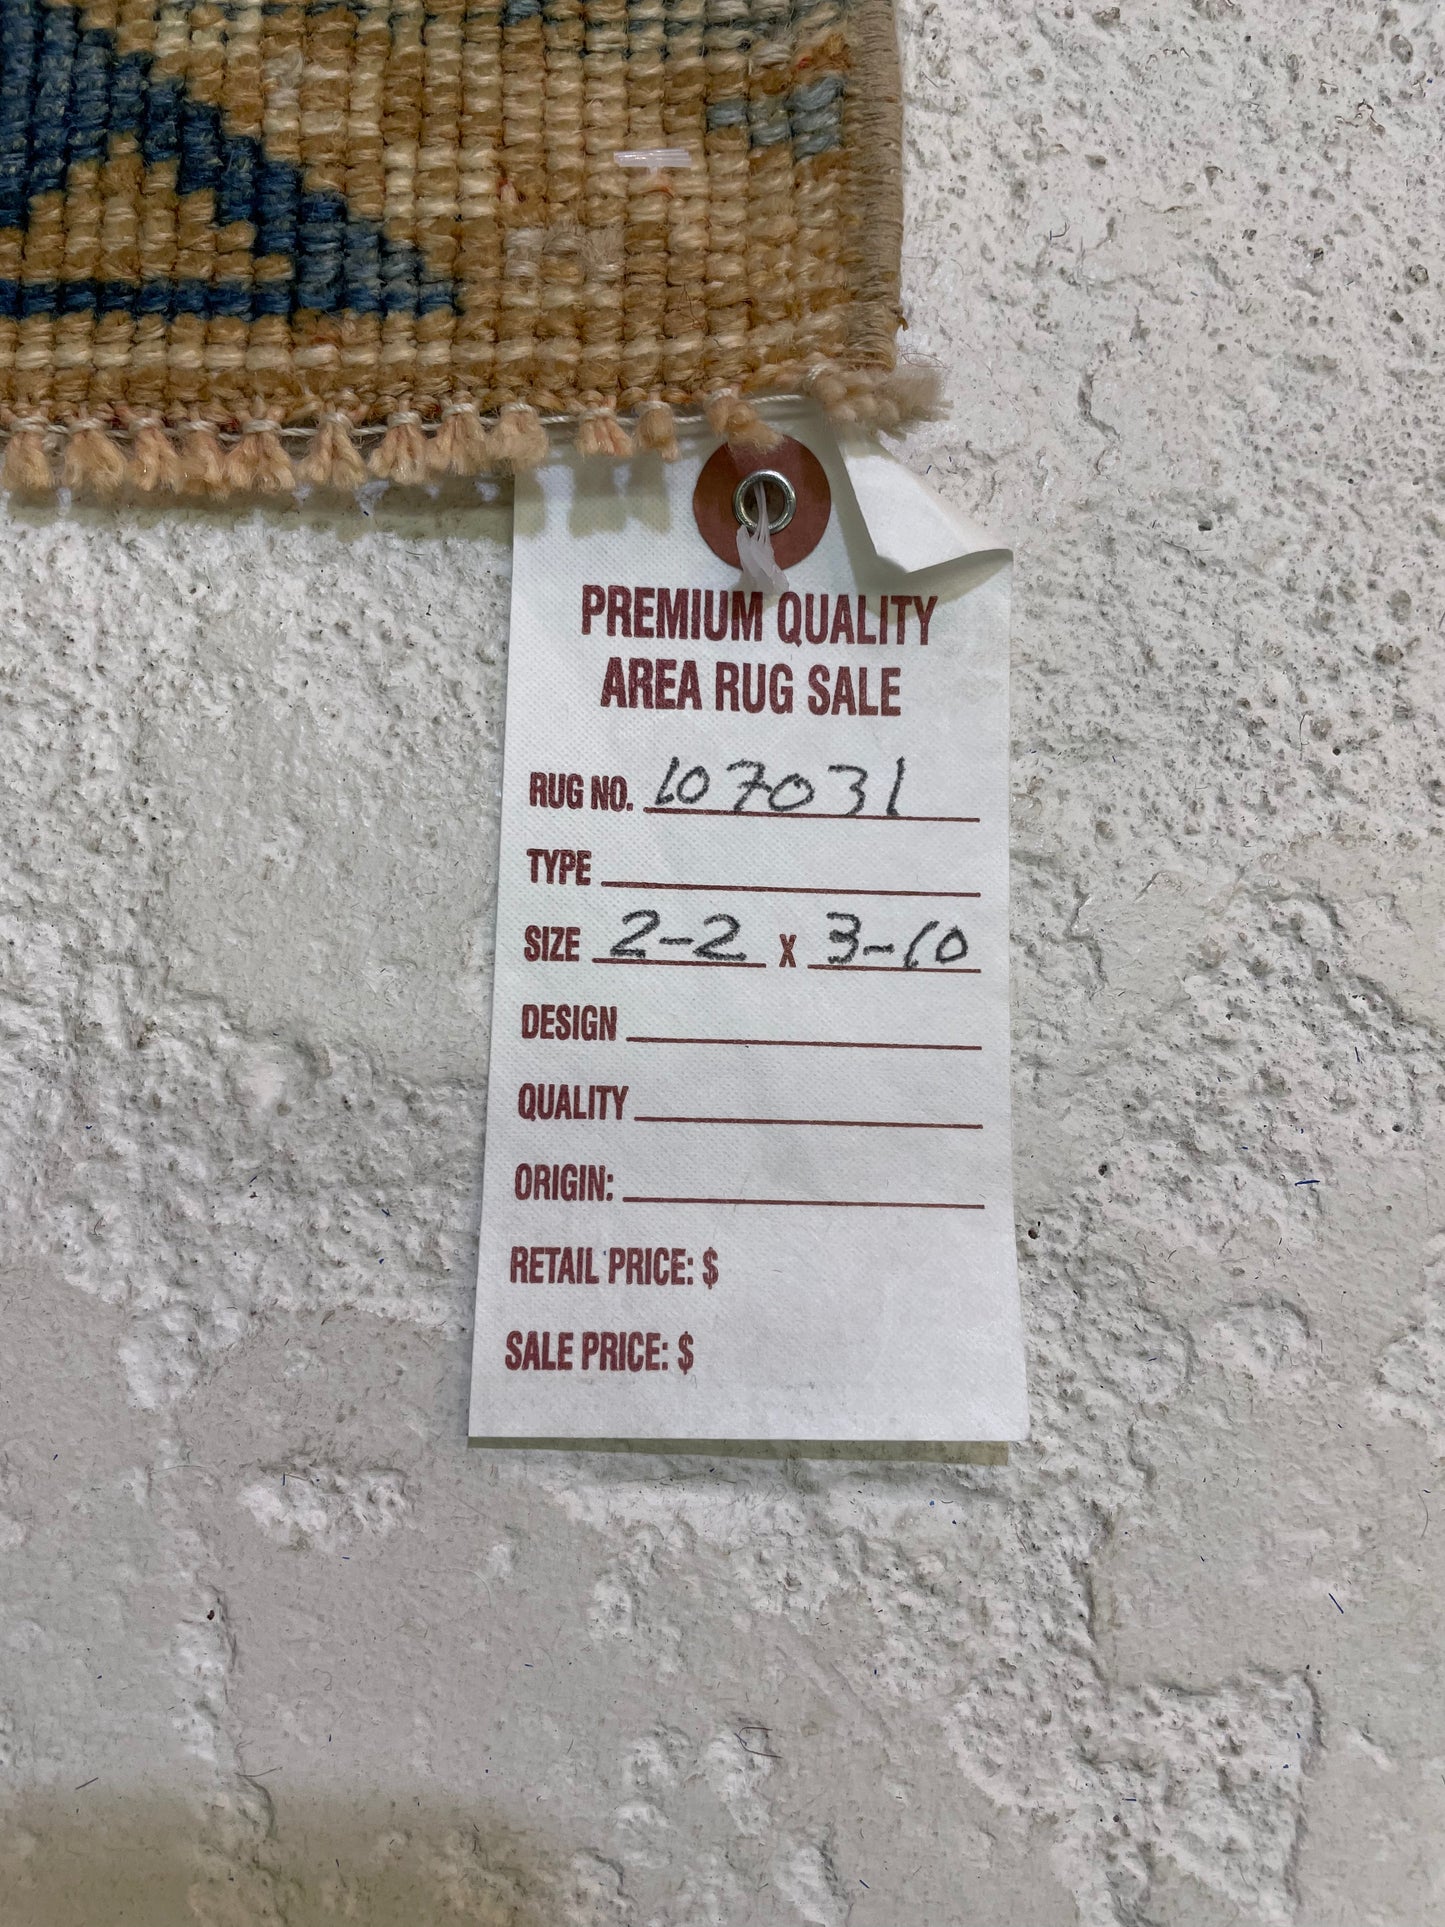 PREMIUM QUALITY
AREA RUG SALE
RUG NO. 107031
TYPE
SIZE 2-2 X 3-10
DESIGN
QUALITY
ORIGIN:
RETAIL PRICE: $
SALE PRICE: $